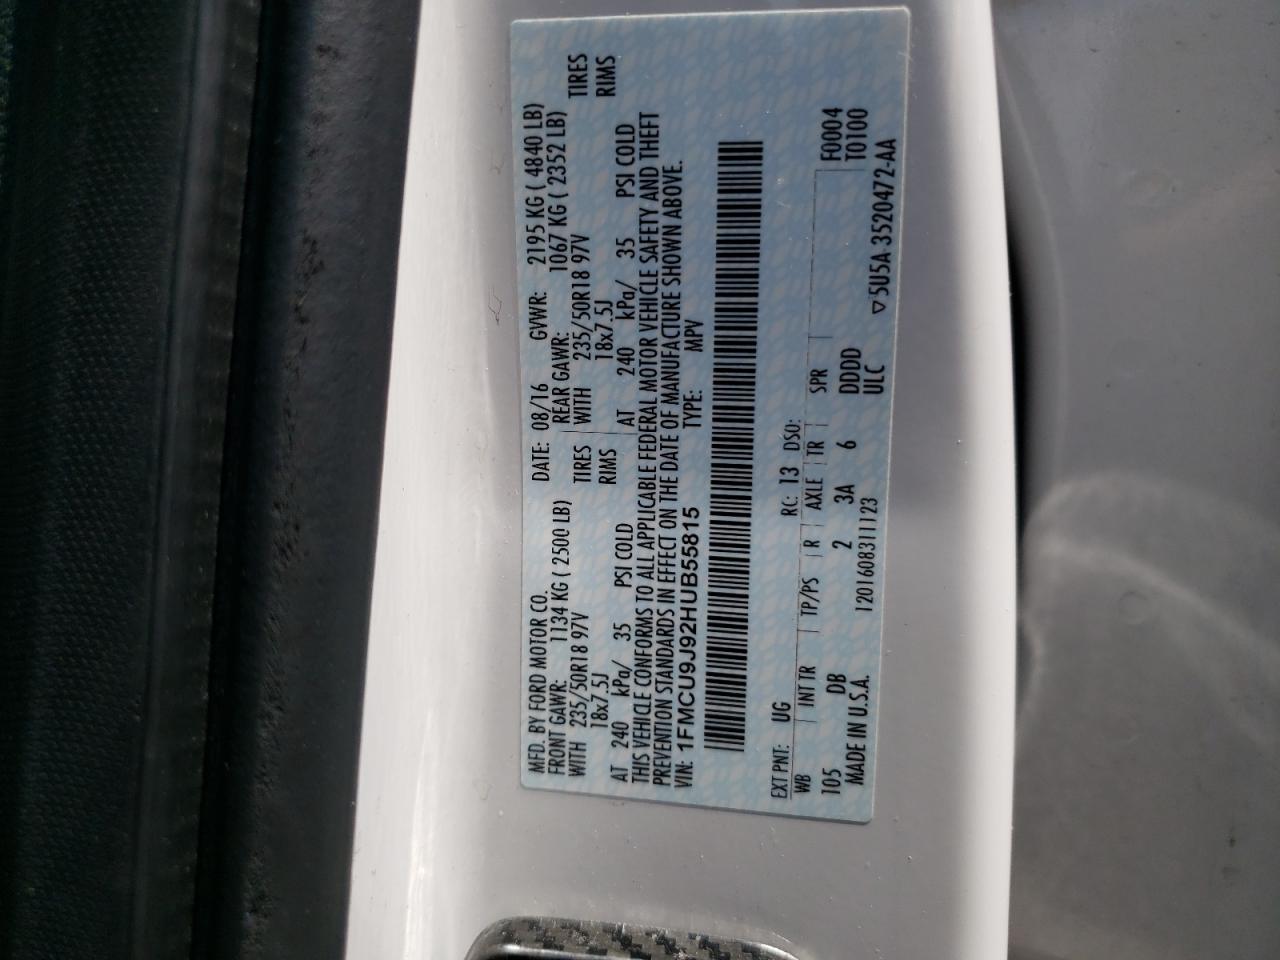 MFD. BY FORD MOTOR CO. DATE: 08/16 GVWR: 2195 KG ( 4840 LB)
FRONT GAWR: 1134 KG ( 2500 LB) REAR GAWR: 1067 KG ( 2352 LB)
WITH 235/50R18 97V TIRES WITH 235/50R18 97V TIRES
18x7.5J RIMS 18x7.5J RIMS
AT 240 kPa/ 35 PSI COLD AT 240 kPa/ 35 PSI COLD
THIS VEHICLE CONFORMS TO ALL APPLICABLE FEDERAL MOTOR VEHICLE SAFETY AND THEFT
PREVENTION STANDARDS IN EFFECT ON THE DATE OF MANUFACTURE SHOWN ABOVE.
VIN: 1FMCU9J92HUB55815 TYPE: MPV
EXT PNT: UG RC: 13 DSO:
WB INT TR TP/PS R AXLE TR SPR F0004
105 DB 2 3A 6 DDDD T0100
MADE IN U.S.A. 1201608311123 ULC ▽5U5A-3520472-AA